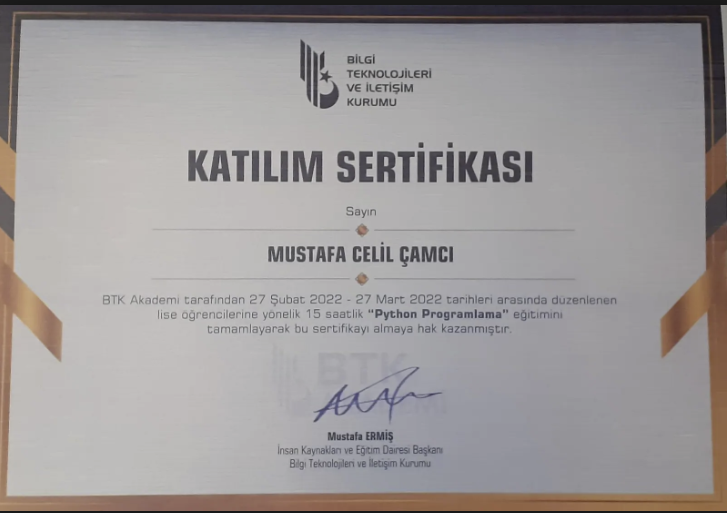 BİLGİ
TEKNOLOJİLERİ
VE İLETİŞİM
KURUMU
KATILIM SERTİFİKASI
Sayın
MUSTAFA CELİL ÇAMCI
BTK Akademi tarafından 27 Şubat 2022 - 27 Mart 2022 tarihleri arasında düzenlenen
lise öğrencilerine yönelik 15 saatlik "Python Programlama" eğitimini
tamamlayarak bu sertifikayı almaya hak kazanmıştır.
BTK
Mustafa ERMİŞ
İnsan Kaynakları ve Eğitim Dairesi Başkanı
Bilgi Teknolojileri ve İletişim Kurumu